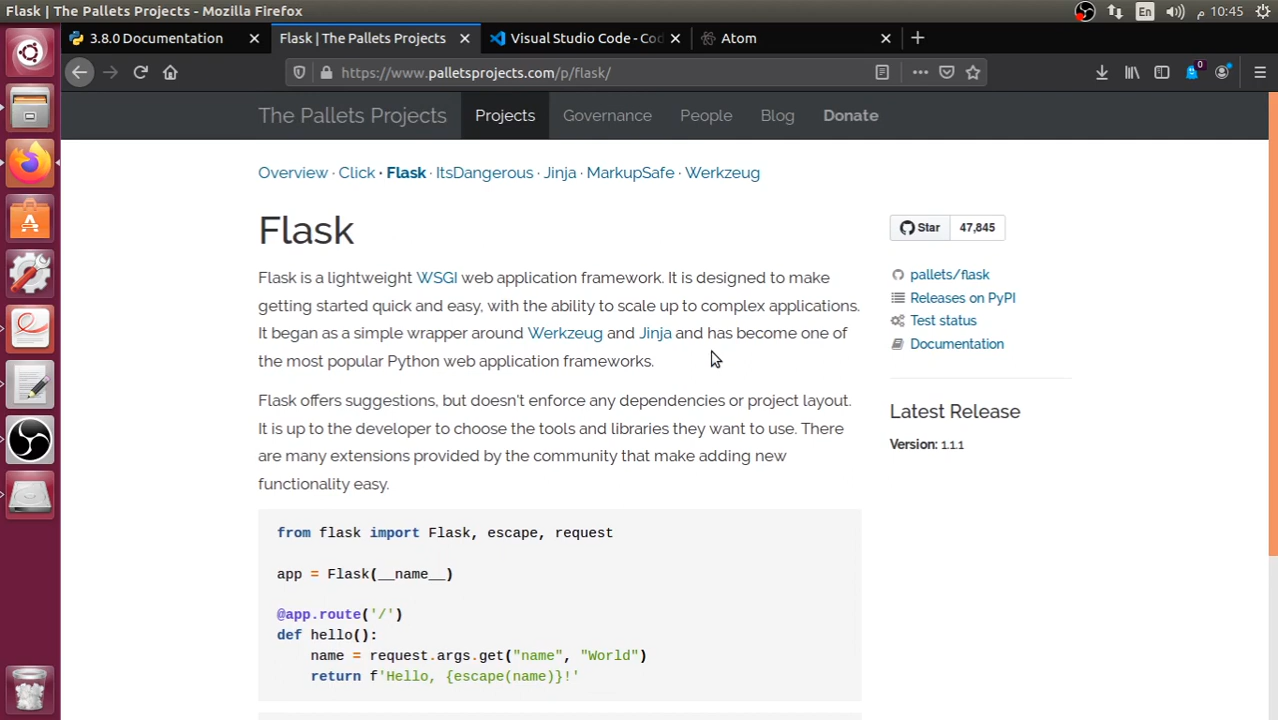 Flask | The Pallets Projects - Mozilla Firefox
En
10:45 م
3.8.0 Documentation
Flask | The Pallets Projects
Visual Studio Code - Cod
Atom
https://www.palletsprojects.com/p/flask/
0
The Pallets Projects
Projects
Governance
People
Blog
Donate
Overview · Click · Flask · ItsDangerous · Jinja · MarkupSafe · Werkzeug
Flask
Star
47,845
Flask is a lightweight WSGI web application framework. It is designed to make
getting started quick and easy, with the ability to scale up to complex applications.
It began as a simple wrapper around Werkzeug and Jinja and has become one of
the most popular Python web application frameworks.
pallets/flask
Releases on PyPI
Test status
Documentation
Flask offers suggestions, but doesn't enforce any dependencies or project layout.
It is up to the developer to choose the tools and libraries they want to use. There
are many extensions provided by the community that make adding new
functionality easy.
Latest Release
Version: 1.1.1
from flask import Flask, escape, request
app = Flask(__name__)
@app.route('/')
def hello():
    name = request.args.get("name", "World")
    return f'Hello, {escape(name)}!'